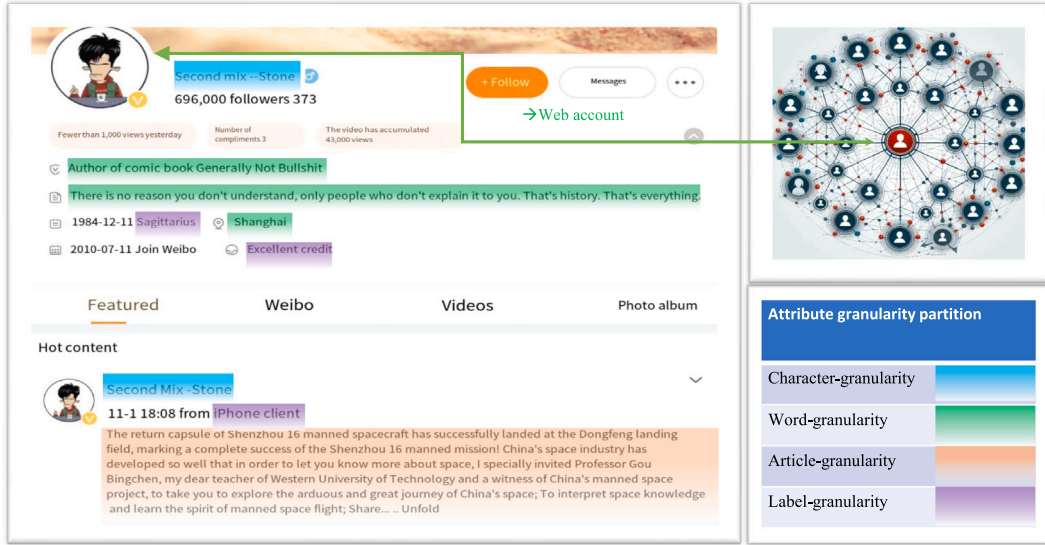 Second mix --Stone
+ Follow
Messages
696,000 followers 373
→Web account
Fewer than 1,000 views yesterday
Number of
compliments 3
The video has accumulated
43,000 views
Author of comic book Generally Not Bullshit
There is no reason you don't understand, only people who don't explain it to you. That's history. That's everything.
1984-12-11 Sagittarius
Shanghai
2010-07-11 Join Weibo
Excellent credit
Featured
Weibo
Videos
Photo album
Hot content
Second Mix -Stone
11-1 18:08 from iPhone client
The return capsule of Shenzhou 16 manned spacecraft has successfully landed at the Dongfeng landing
field, marking a complete success of the Shenzhou 16 manned mission! China's space industry has
developed so well that in order to let you know more about space, I specially invited Professor Gou
Bingchen, my dear teacher of Western University of Technology and a witness of China's manned space
project, to take you to explore the arduous and great journey of China's space; To interpret space knowledge
and learn the spirit of manned space flight; Share... .. Unfold
Attribute granularity partition
Character-granularity
Word-granularity
Article-granularity
Label-granularity